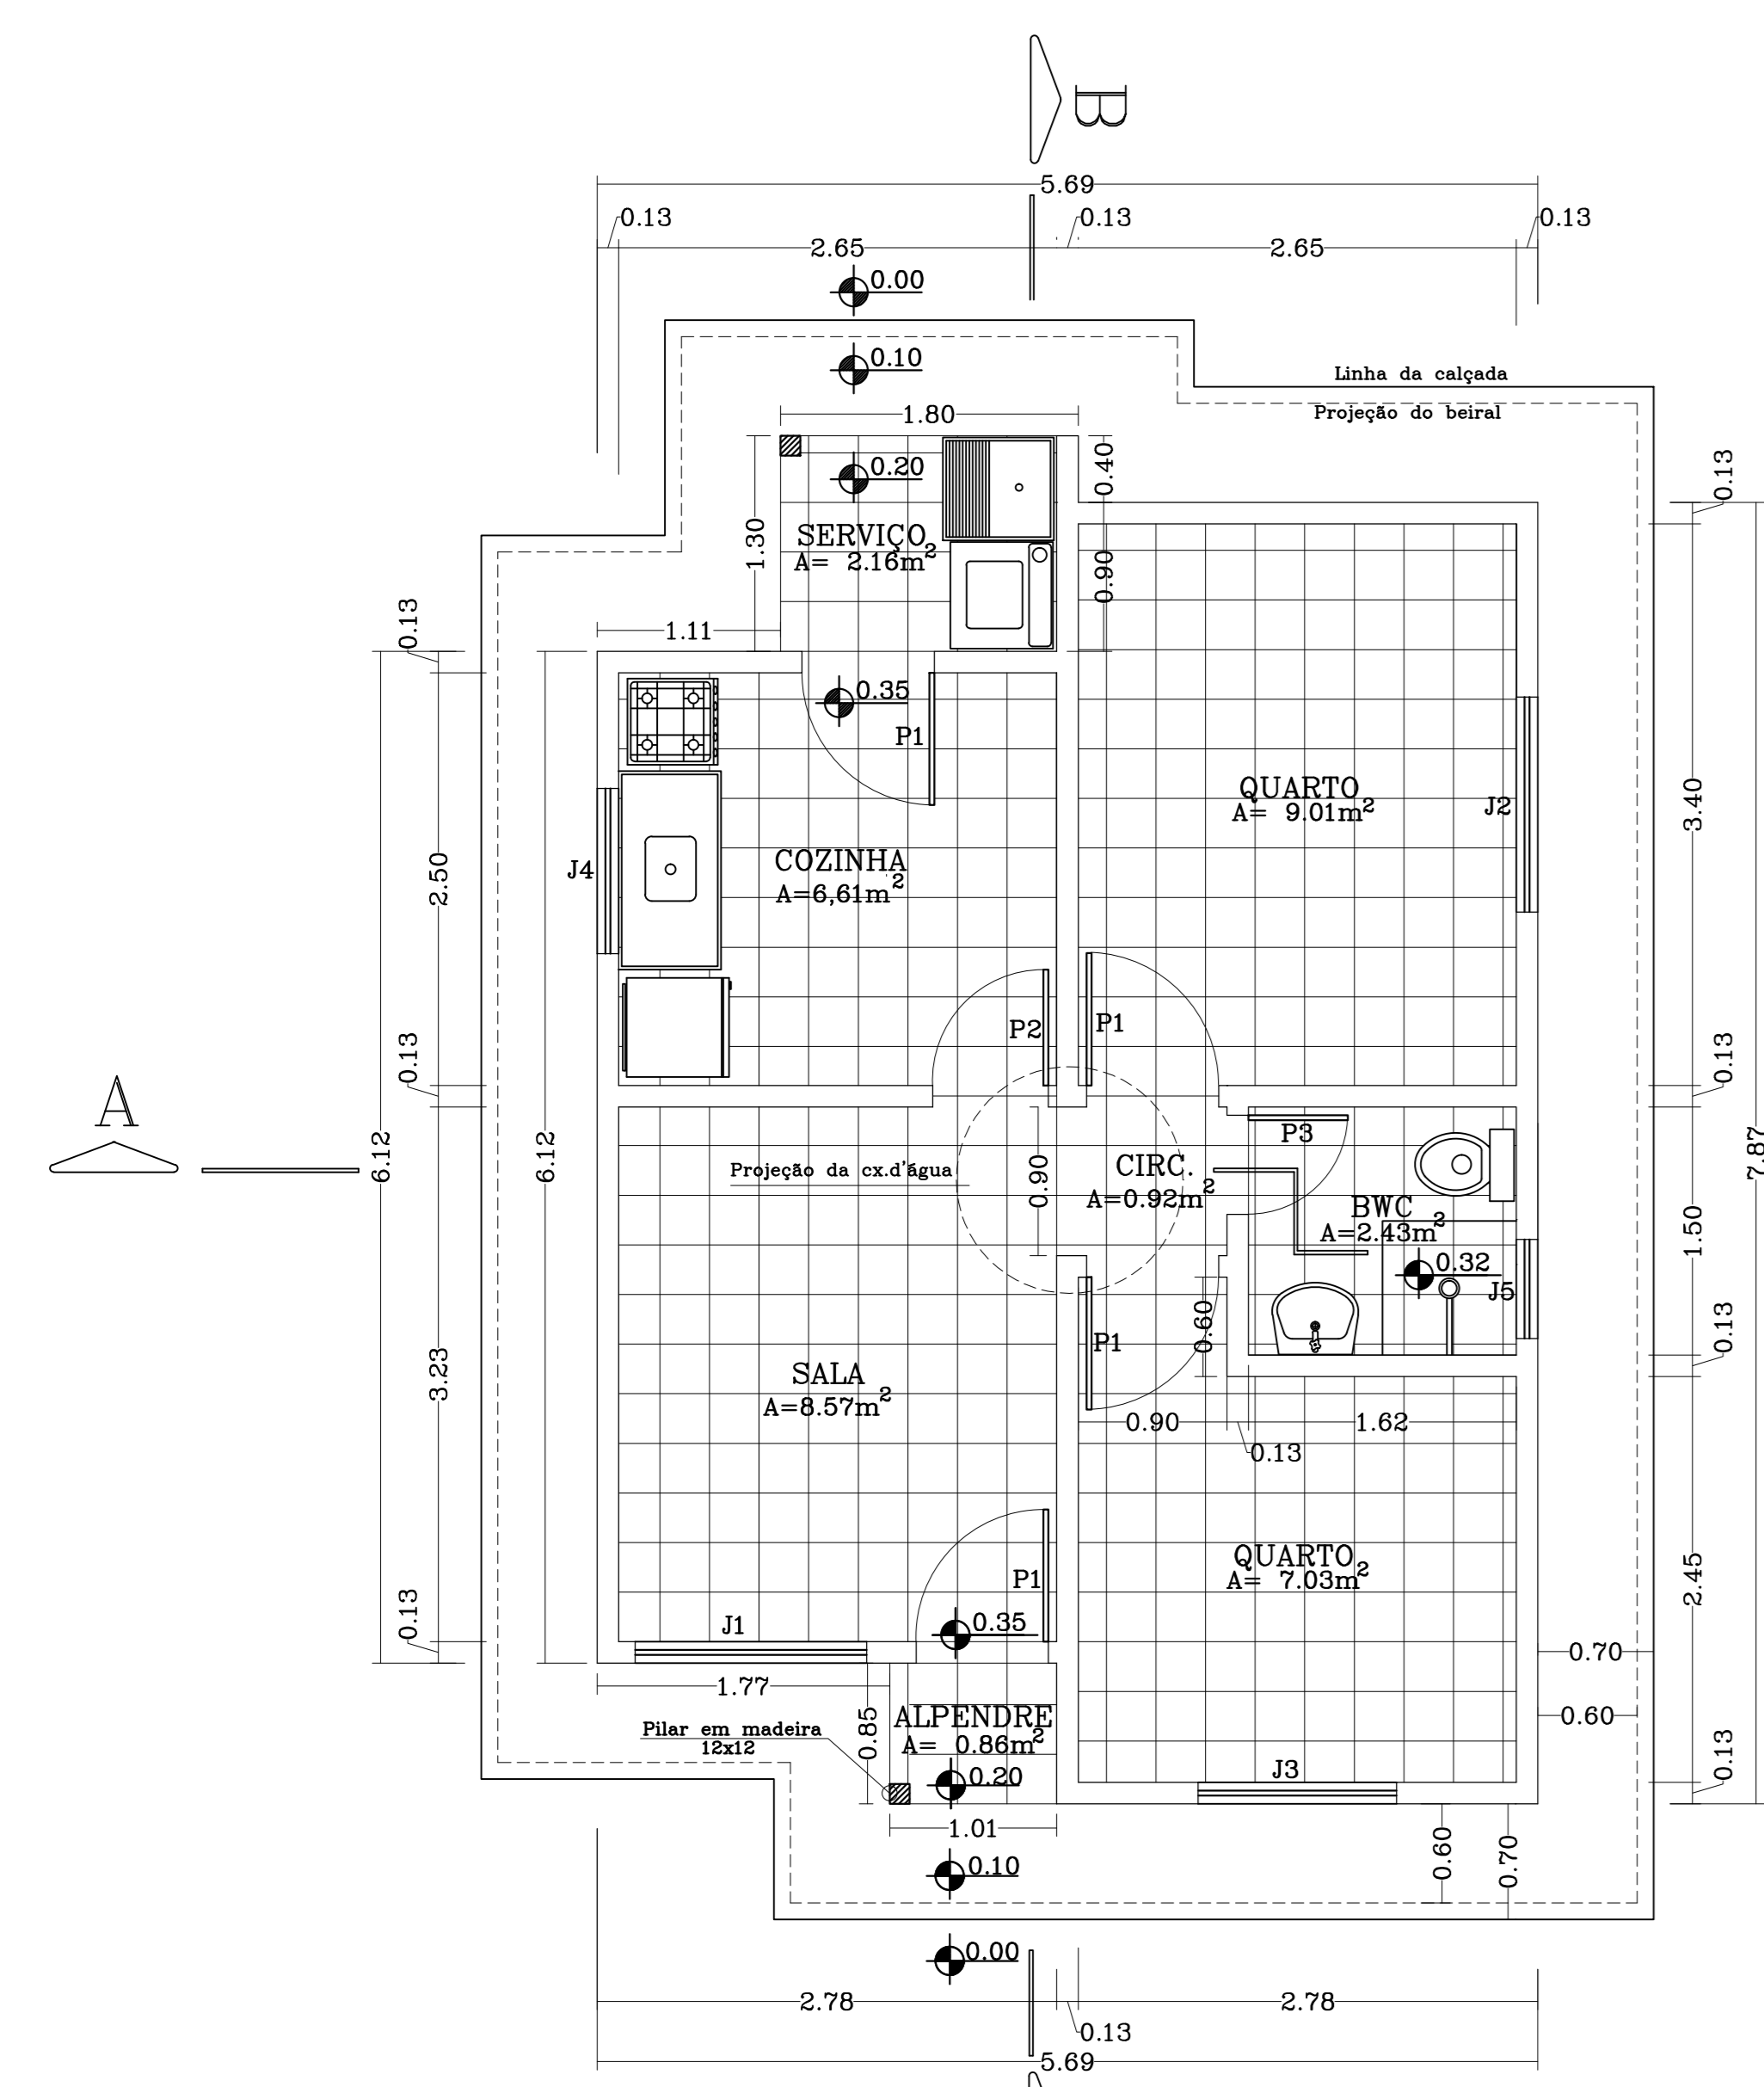 B
5.69
0.13
0.13
0.13
2.65
2.65
0.00
0.10
Linha da calçada
Projeção do beiral
1.80
0.20
0.40
0.13
1.30
SERVIÇO
A= 2.16m²
0.90
0.13
1.11
0.35
P1
QUARTO
A= 9.01m²
J2
3.40
COZINHA
A=6,61m²
J4
2.50
P2
P1
0.13
0.13
A
6.12
6.12
Projeção da cx.d'água
0.90
CIRC.
A=0.92m²
P3
BWC
A=2.43m²
0.32
J5
1.50
7.87
0.13
P1
0.60
3.23
SALA
A=8.57m²
0.90
1.62
0.13
QUARTO
A= 7.03m²
2.45
P1
0.35
J1
0.13
1.77
0.70
0.60
ALPENDRE
A= 0.86m²
0.85
Pilar em madeira
12x12
0.20
J3
0.13
1.01
0.10
0.60
0.70
0.00
2.78
2.78
0.13
5.69